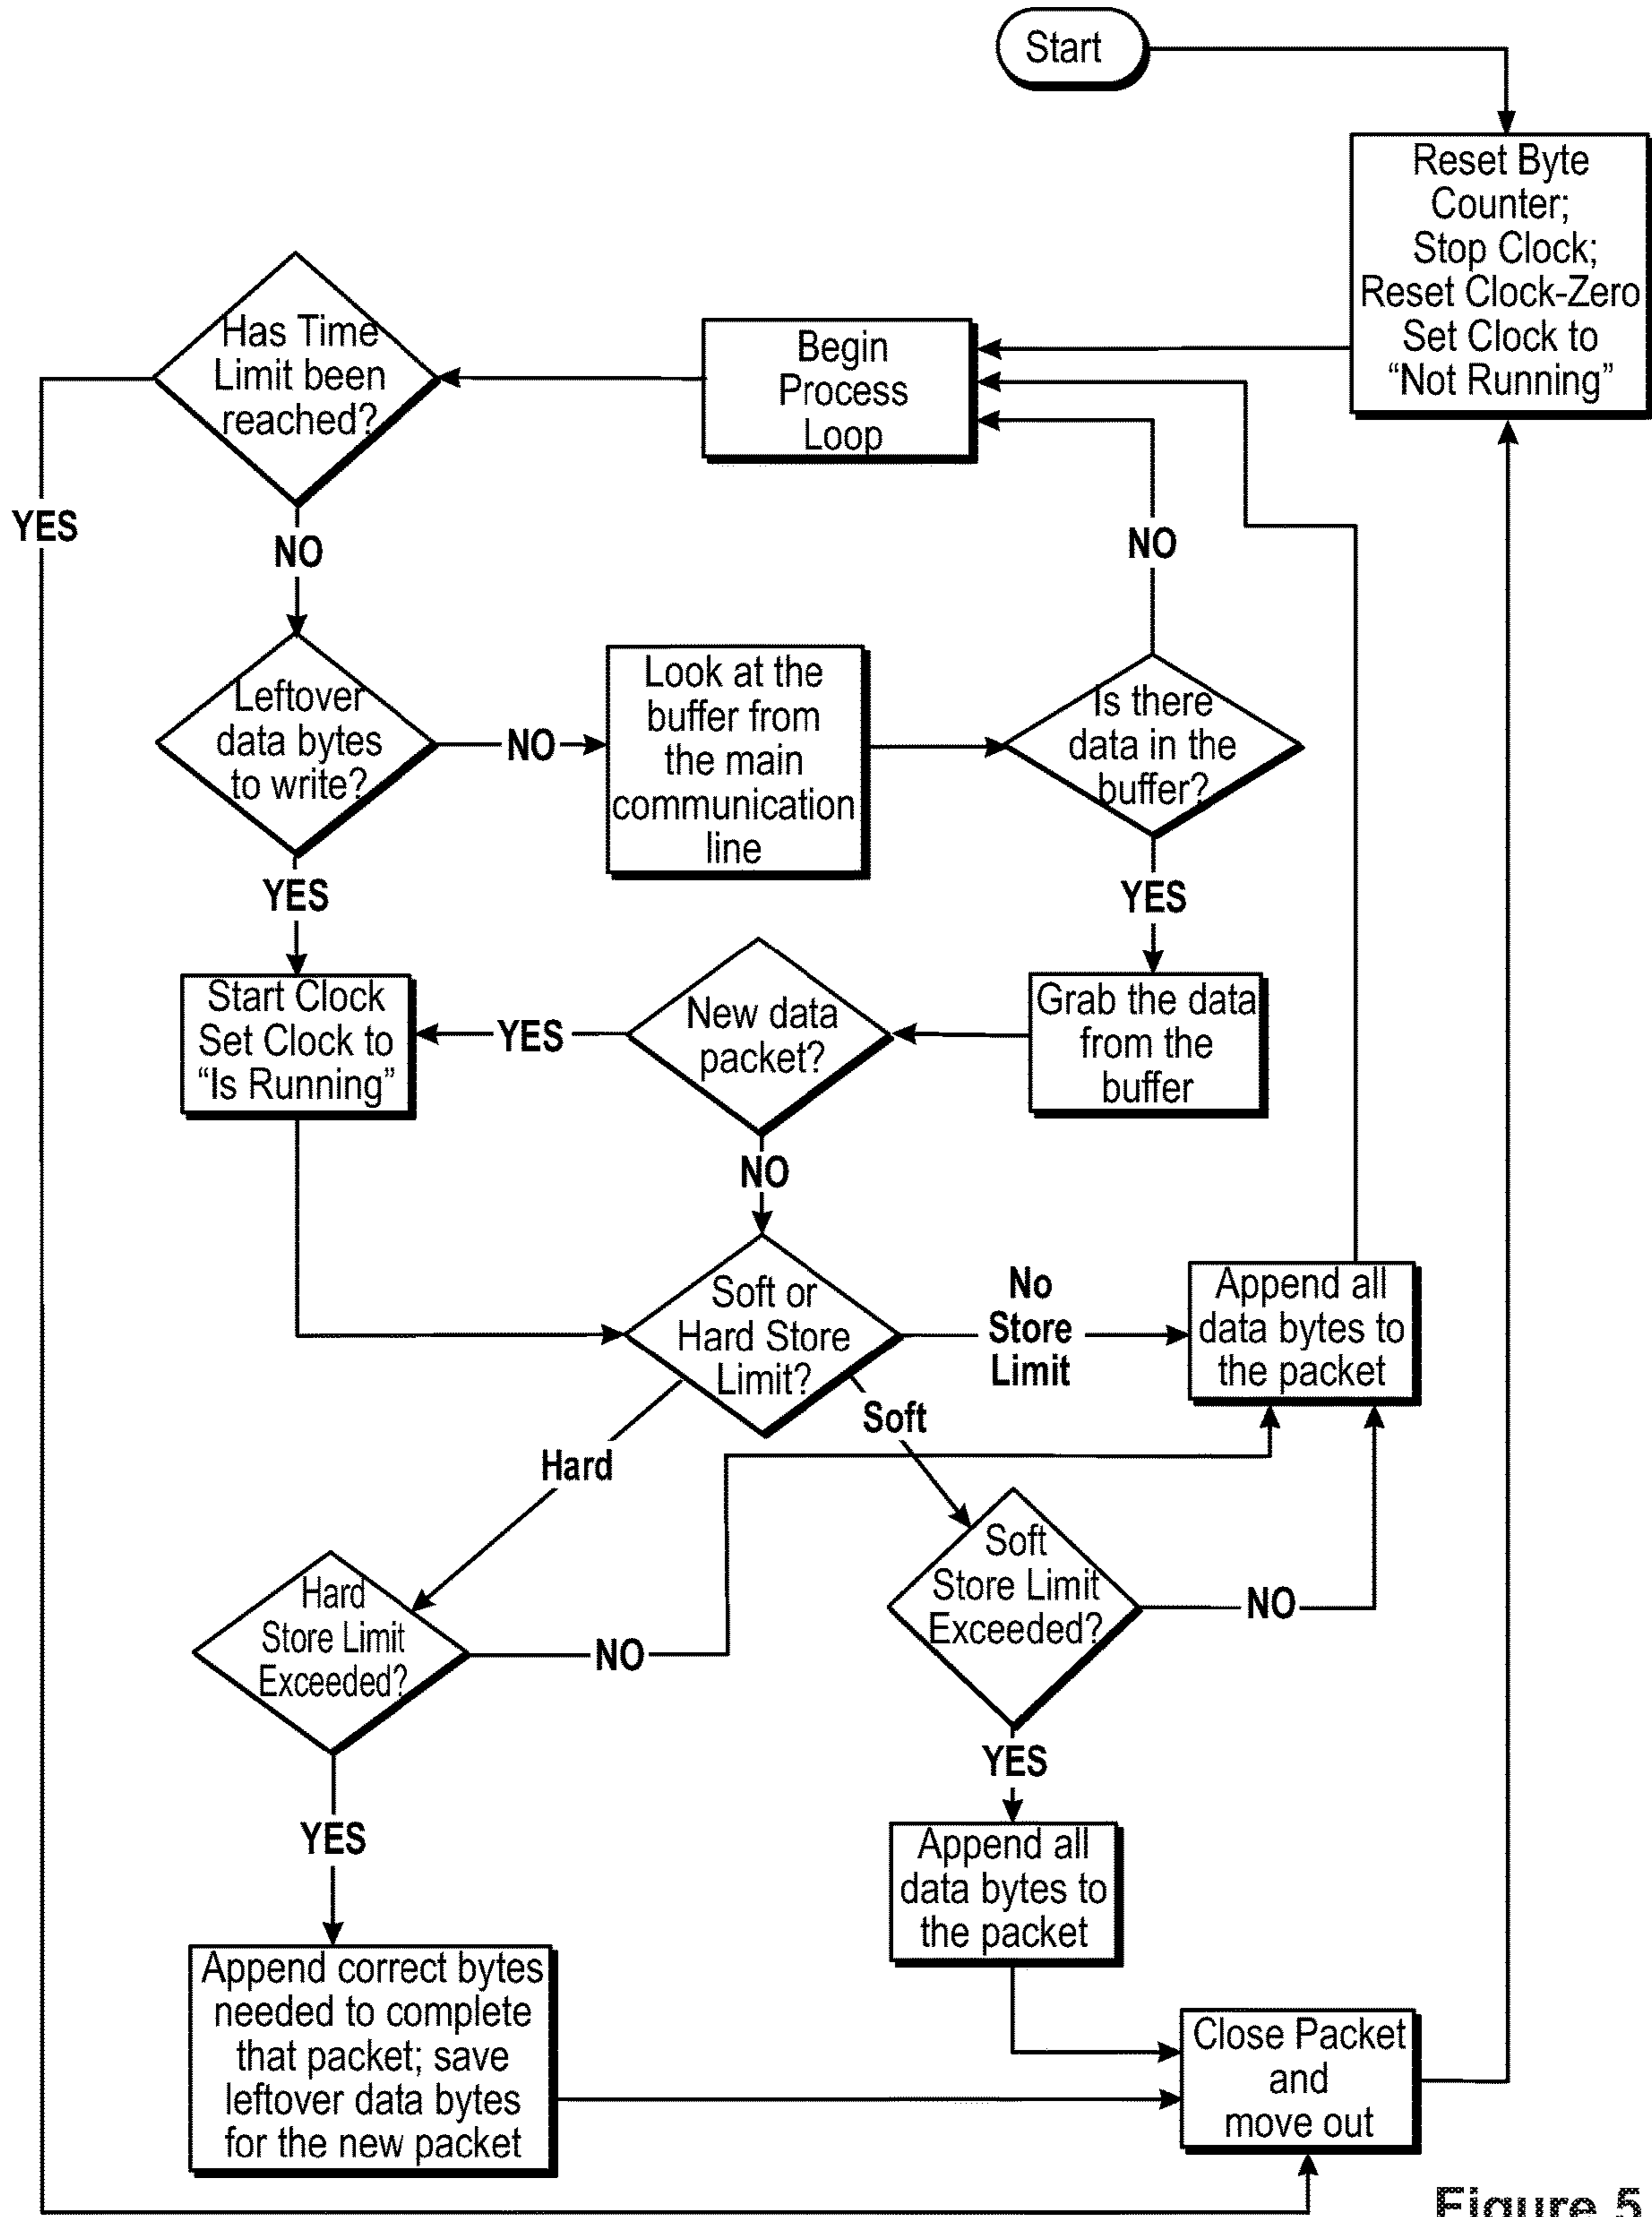 Start
Reset Byte
Counter;
Stop Clock;
Reset Clock-Zero
Set Clock to
“Not Running”
Begin
Process
Loop
Has Time
Limit been
reached?
YES
NO
NO
Leftover
data bytes
to write?
NO
Look at the
buffer from
the main
communication
line
Is there
data in the
buffer?
YES
YES
Start Clock
Set Clock to
“Is Running”
YES
New data
packet?
Grab the data
from the
buffer
NO
Soft or
Hard Store
Limit?
No
Store
Limit
Append all
data bytes to
the packet
Soft
Hard
Soft
Store Limit
Exceeded?
NO
Hard
Store Limit
Exceeded?
NO
YES
YES
Append all
data bytes to
the packet
Append correct bytes
needed to complete
that packet; save
leftover data bytes
for the new packet
Close Packet
and
move out
Figure 5